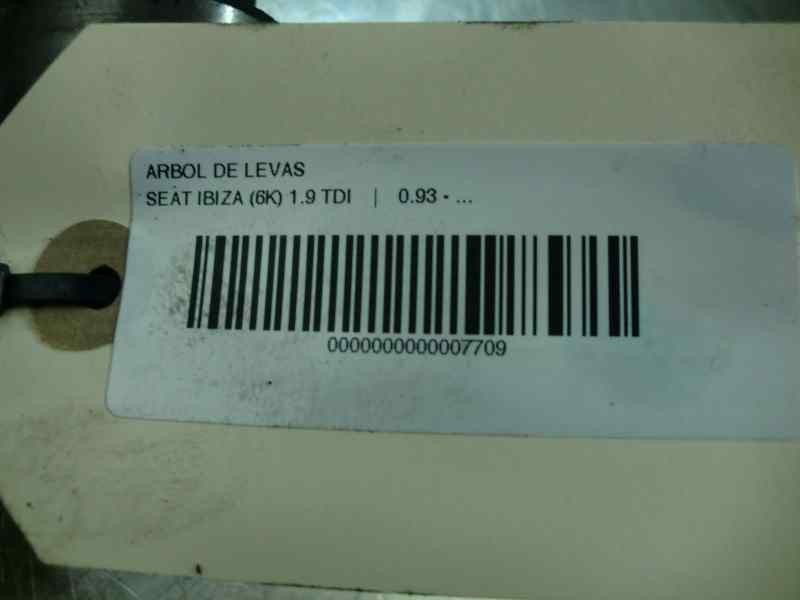 ARBOL DE LEVAS
SEAT IBIZA (6K) 1.9 TDI | 0.93 - ...
0000000000007709